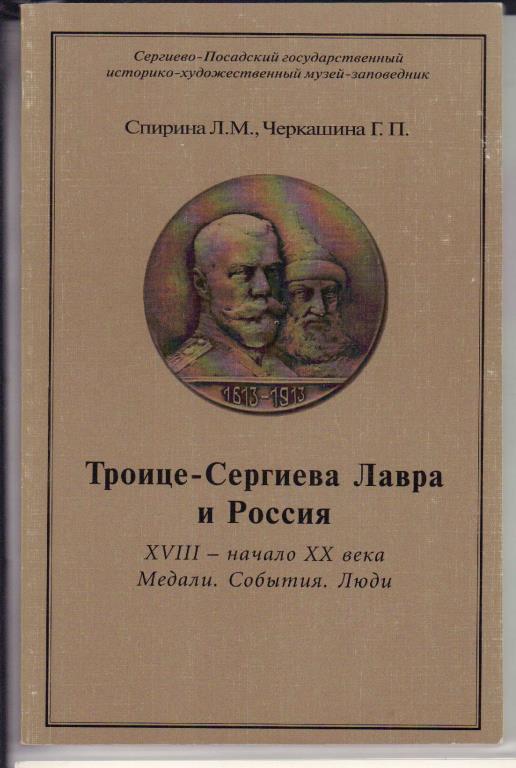 Сергиево-Посадский государственный
историко-художественный музей-заповедник
Спирина Л.М., Черкашина Г. П.
1613-1913
Троице-Сергиева Лавра
и Россия
XVIII – начало XX века
Медали. События. Люди